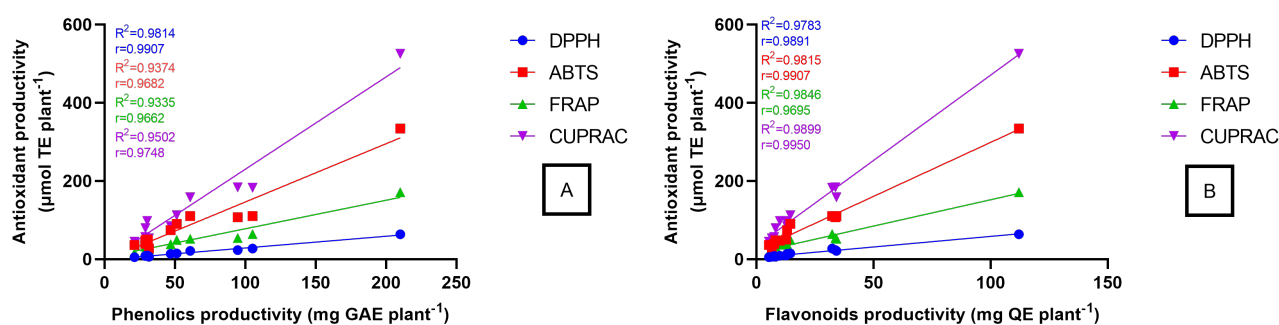 600
400
200
0
0
50
100
150
200
250
Antioxidant productivity
(μmol TE plant⁻¹)
Phenolics productivity (mg GAE plant⁻¹)
R²=0.9814
r=0.9907
R²=0.9374
r=0.9682
R²=0.9335
r=0.9662
R²=0.9502
r=0.9748
DPPH
ABTS
FRAP
CUPRAC
A
600
400
200
0
0
50
100
150
Antioxidant productivity
(μmol TE plant⁻¹)
Flavonoids productivity (mg QE plant⁻¹)
R²=0.9783
r=0.9891
R²=0.9815
r=0.9907
R²=0.9846
r=0.9695
R²=0.9899
r=0.9950
DPPH
ABTS
FRAP
CUPRAC
B